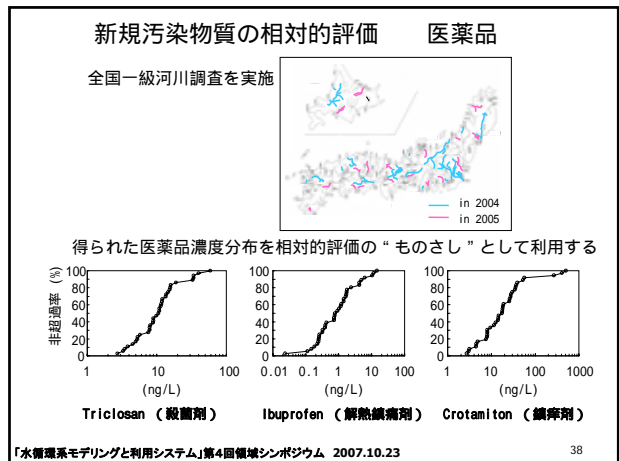 新規汚染物質の相対的評価　　医薬品
全国一級河川調査を実施
in 2004
in 2005
得られた医薬品濃度分布を相対的評価の“ものさし”として利用する
非超過率 (%)
100
80
60
40
20
0
1 10 100
(ng/L)
Triclosan （殺菌剤）
100
80
60
40
20
0
0.01 0.1 1 10 100
(ng/L)
Ibuprofen （解熱鎮痛剤）
100
80
60
40
20
0
1 10 100 1000
(ng/L)
Crotamiton （鎮痒剤）
「水循環系モデリングと利用システム」第4回領域シンポジウム 2007.10.23
38